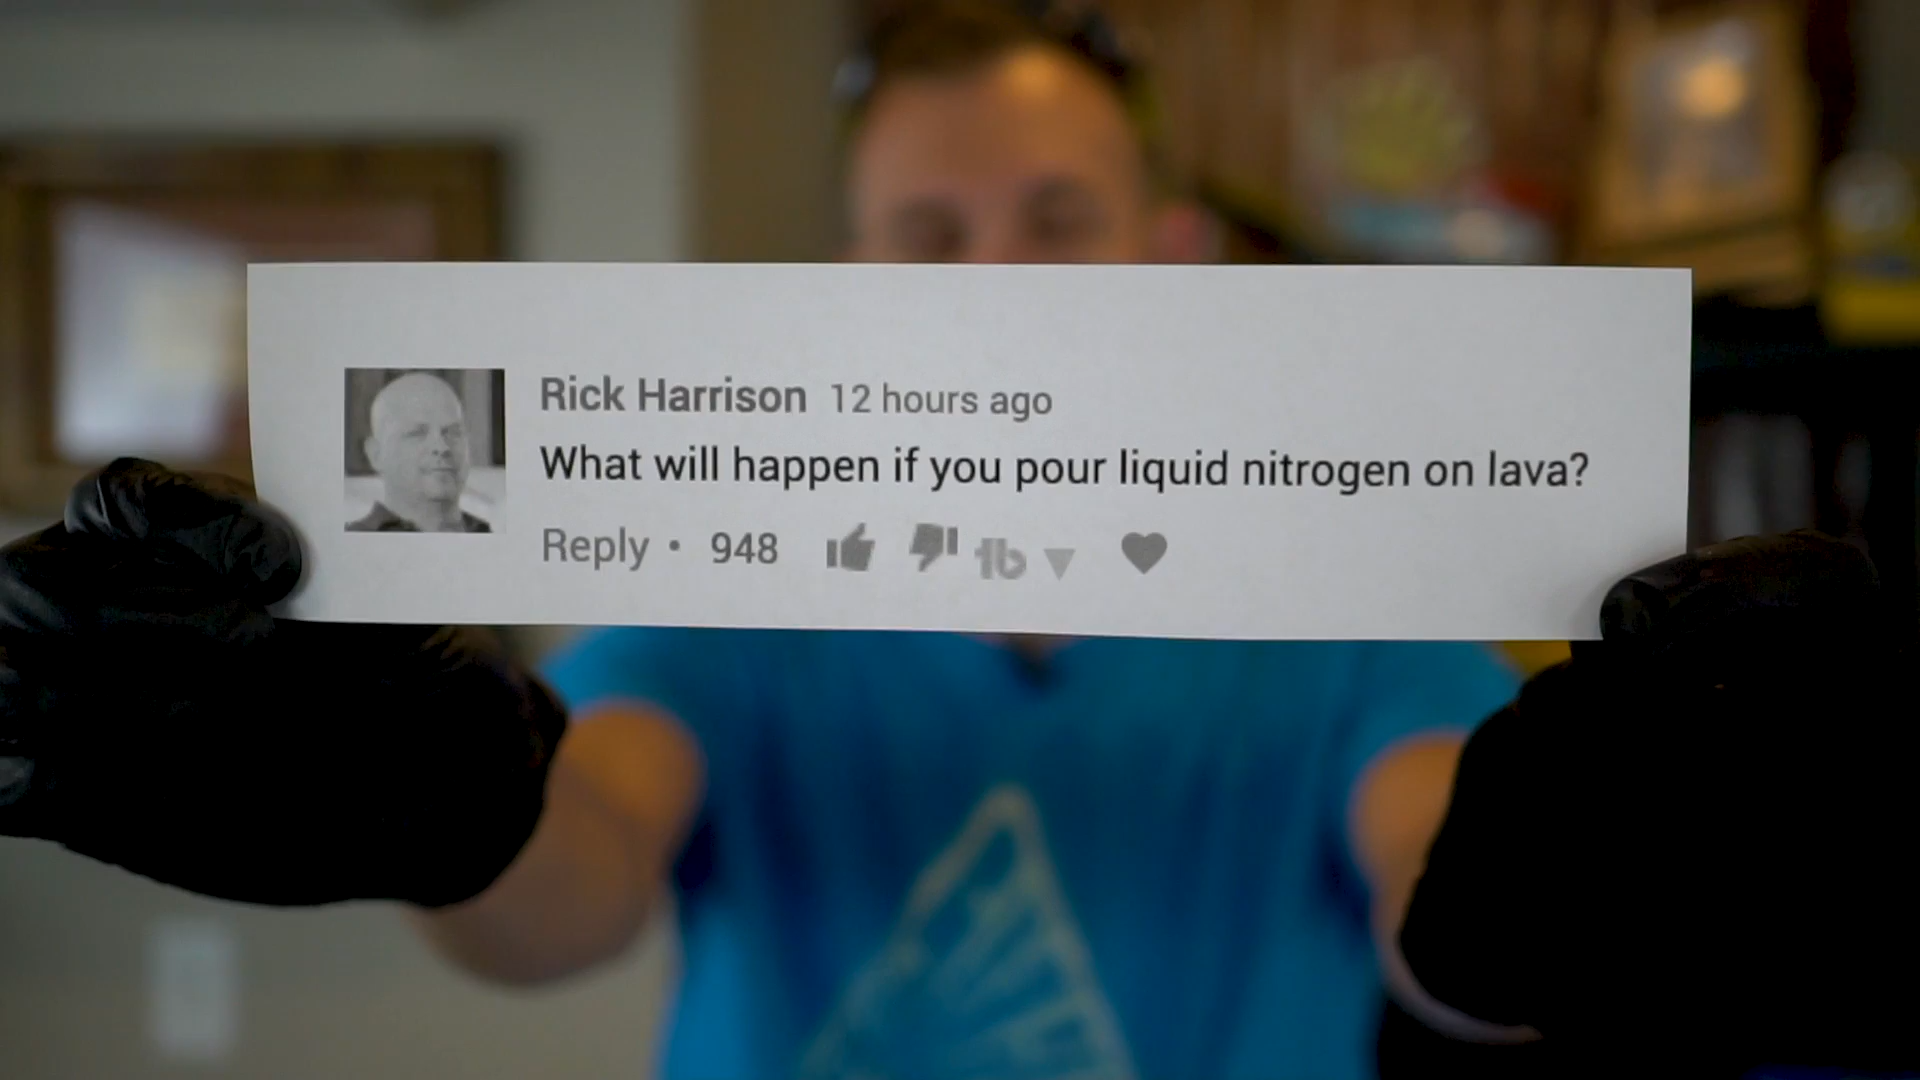 Rick Harrison 12 hours ago
What will happen if you pour liquid nitrogen on lava?
Reply • 948